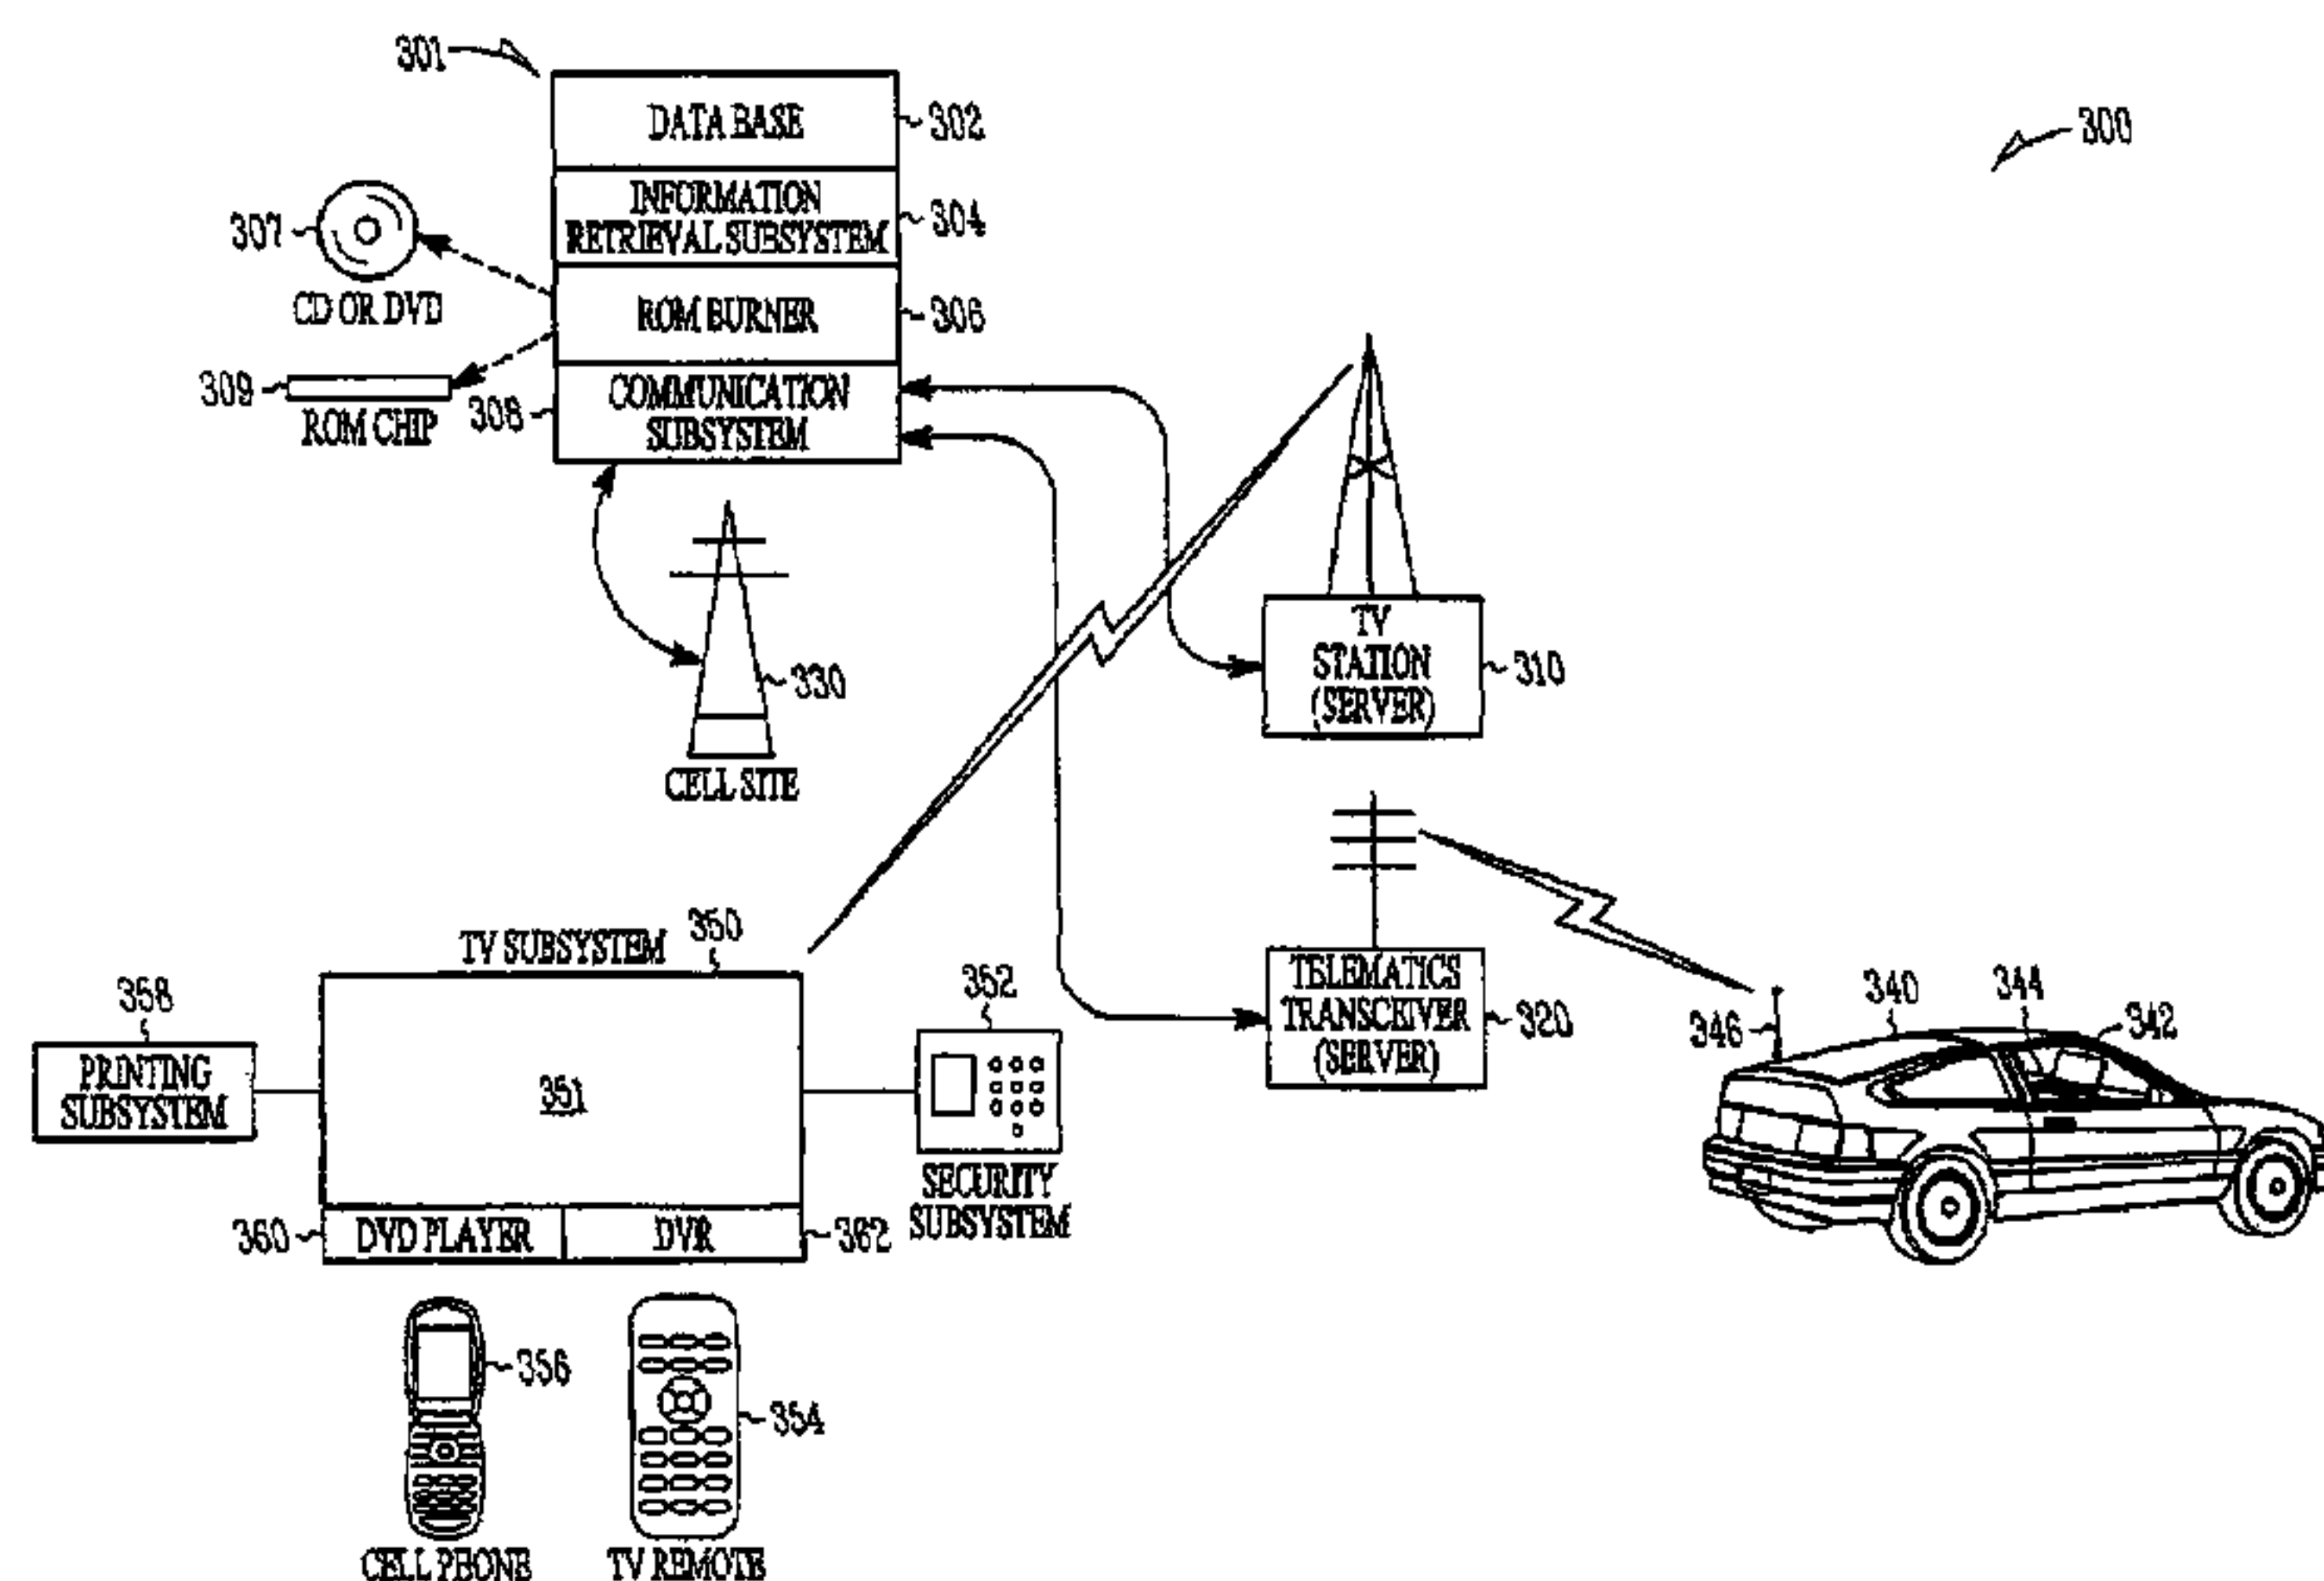 301
DATA BASE
302
300
INFORMATION
RETRIEVAL SUBSYSTEM
304
307
CD OR DVD
ROM BURNER
306
309
ROM CHIP
308
COMMUNICATION
SUBSYSTEM
TV
STATION
(SERVER)
310
330
CELL SITE
TV SUBSYSTEM
350
358
PRINTING
SUBSYSTEM
351
352
SECURITY
SUBSYSTEM
TELEMATICS
TRANSCEIVER
(SERVER)
320
346
340
344
342
360
DVD PLAYER
DVR
362
356
354
CELL PHONE
TV REMOTE